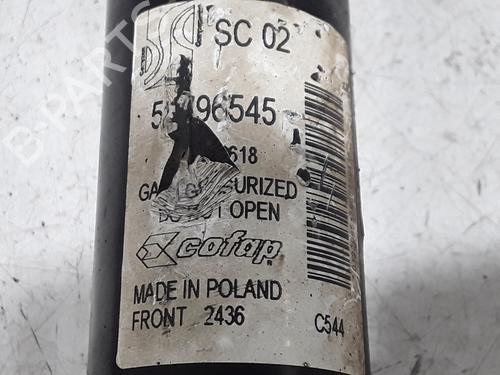 SC 02
GAS PRESSURIZED
DO NOT OPEN
cofap
MADE IN POLAND
FRONT 2436
C544